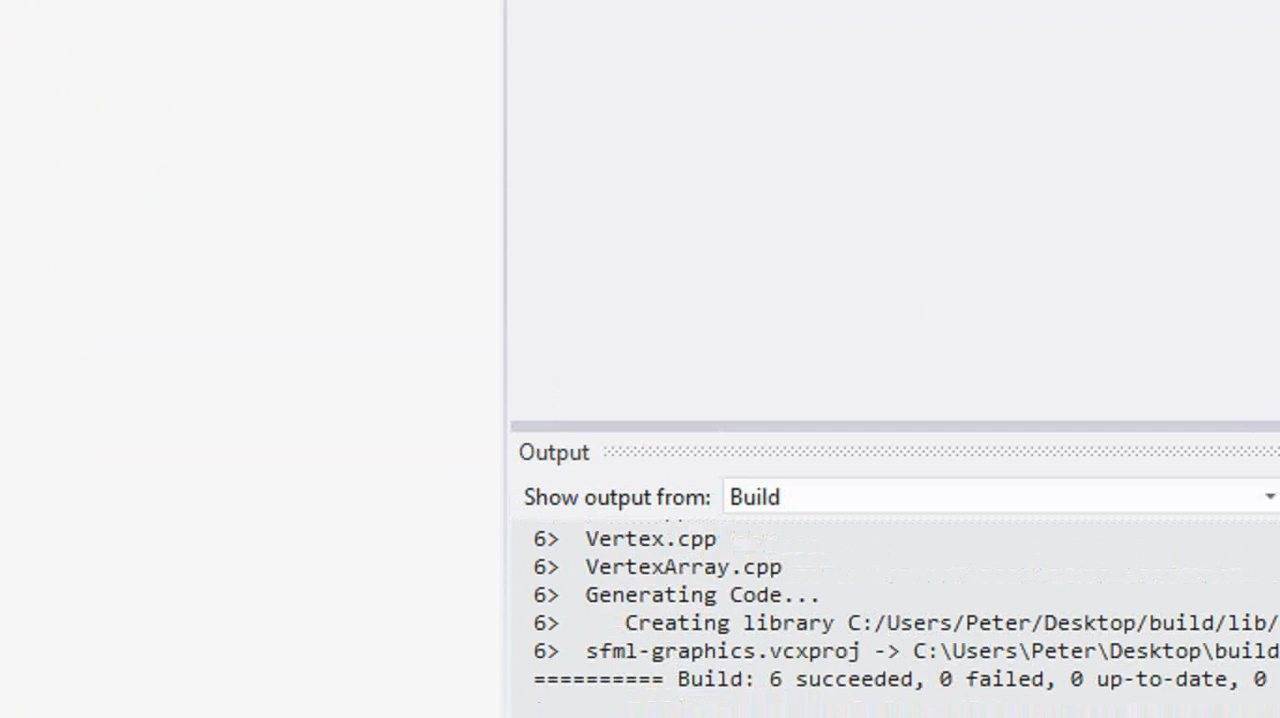 Output
Show output from: Build
6> Vertex.cpp
6> VertexArray.cpp
6> Generating Code...
6> Creating library C:/Users/Peter/Desktop/build/lib/
6> sfml-graphics.vcxproj -> C:\Users\Peter\Desktop\build
========== Build: 6 succeeded, 0 failed, 0 up-to-date, 0